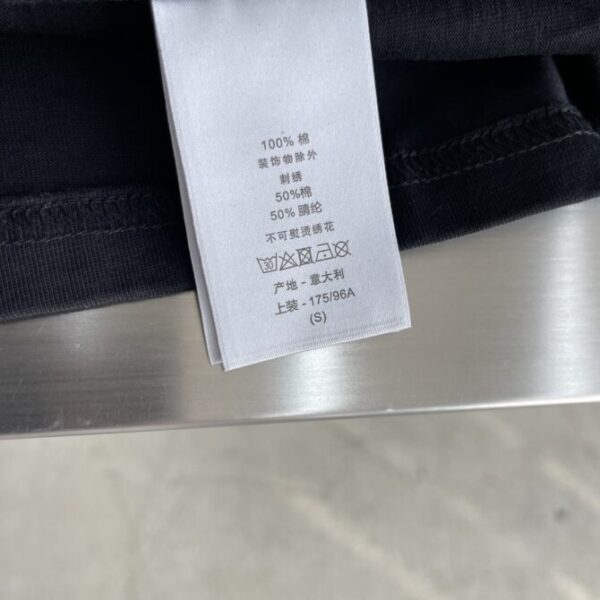 100% 棉
装饰物除外
刺绣
50%棉
50% 腈纶
不可熨烫绣花
30
产地 - 意大利
上装 - 175/96A
(S)